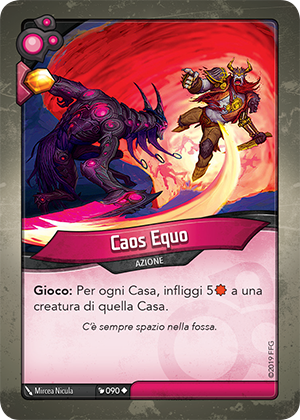 Caos Equo
AZIONE
Gioco: Per ogni Casa, infliggi 5 a una
creatura di quella Casa.
C'è sempre spazio nella fossa.
Mircea Nicula
090
©2019 FFG